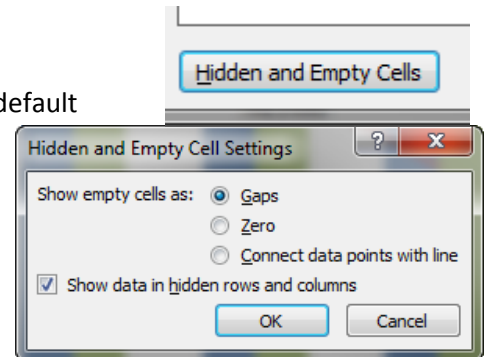 Hidden and Empty Cells
default
Hidden and Empty Cell Settings
?
X
Show empty cells as:
Gaps
Zero
Connect data points with line
Show data in hidden rows and columns
OK
Cancel